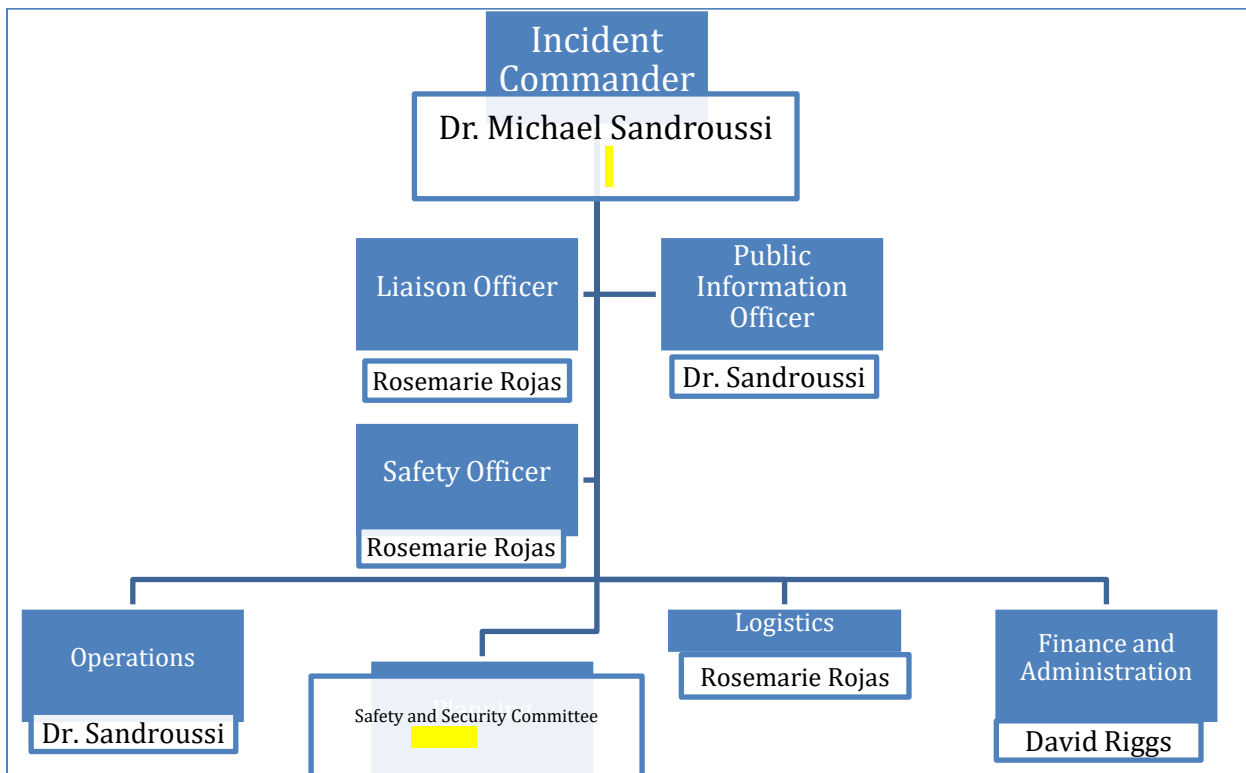 Incident
Commander
Dr. Michael Sandroussi
Liaison Officer
Public
Information
Officer
Rosemarie Rojas
Dr. Sandroussi
Safety Officer
Rosemarie Rojas
Operations
Dr. Sandroussi
Planning
Safety and Security Committee
Logistics
Rosemarie Rojas
Finance and
Administration
David Riggs